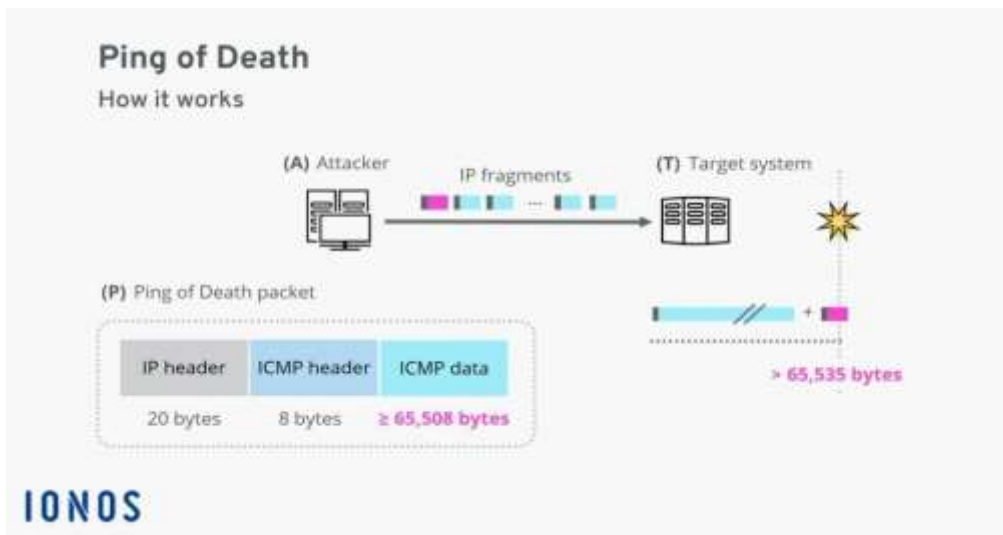 Ping of Death
How it works
(A) Attacker
IP fragments
(T) Target system
...
(P) Ping of Death packet
+
IP header
ICMP header
ICMP data
> 65,535 bytes
20 bytes
8 bytes
≥ 65,508 bytes
IONOS